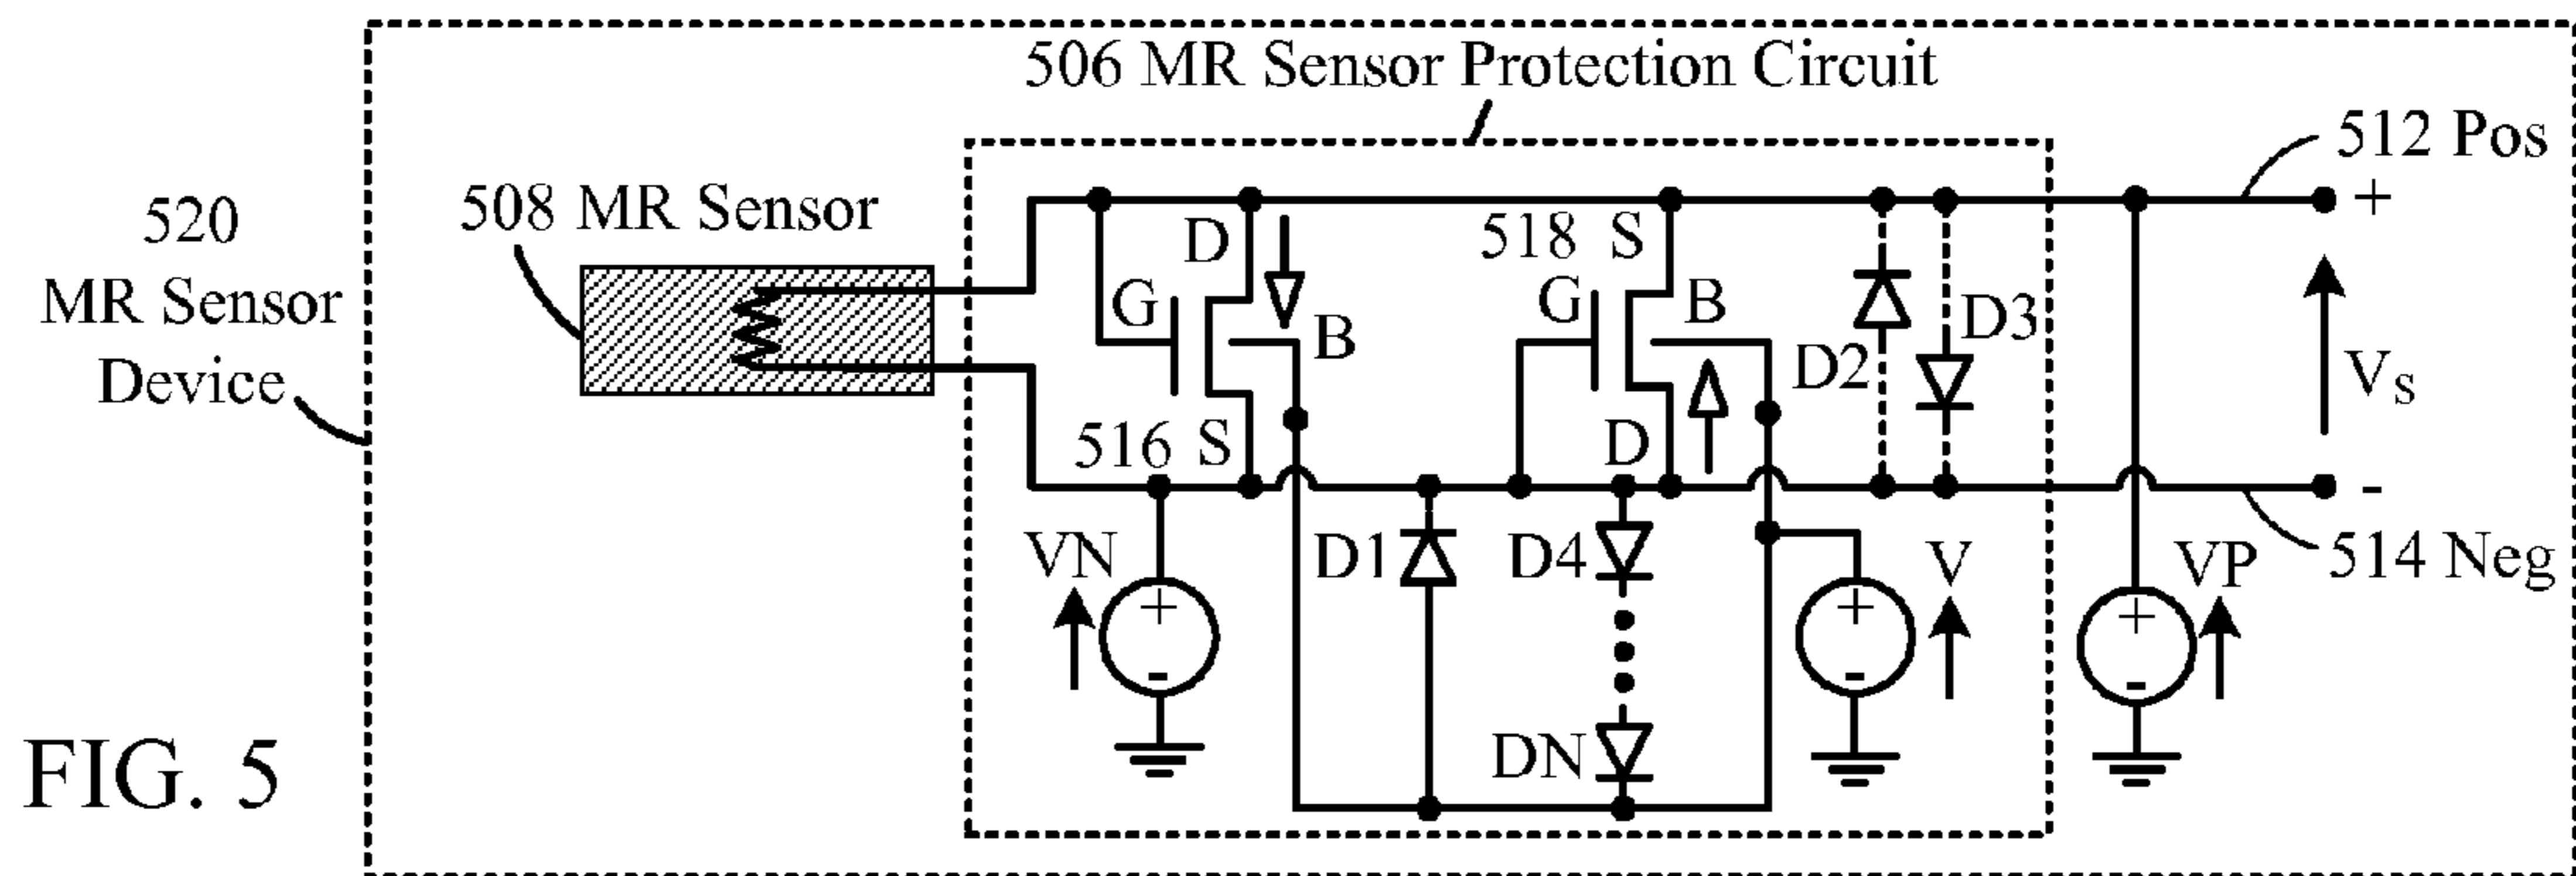 506 MR Sensor Protection Circuit
512 Pos
+
520
MR Sensor
Device
508 MR Sensor
D
G
B
516 S
518 S
G
B
D
D2
D3
VS
-
514 Neg
VN
+
-
D1
D4
DN
V
+
-
VP
+
-
FIG. 5